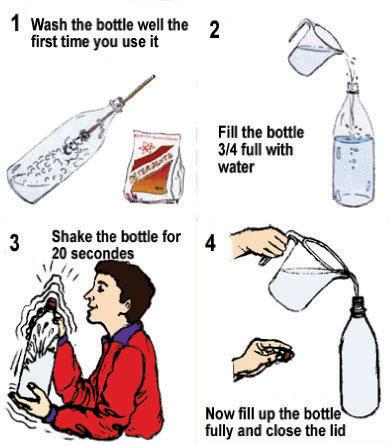 1 Wash the bottle well the
first time you use it
2
Fill the bottle
3/4 full with
water
DETERGENTS
3 Shake the bottle for
20 secondes
4
Now fill up the bottle
fully and close the lid